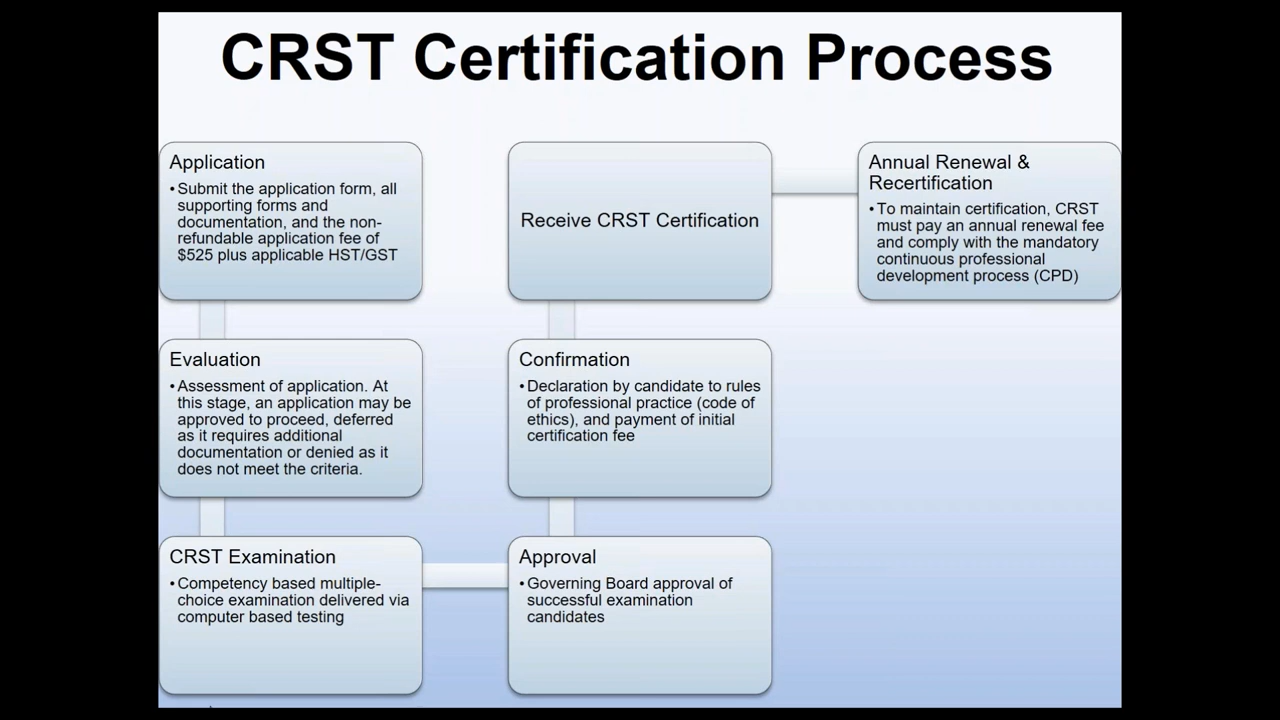 CRST Certification Process
Application
•Submit the application form, all
supporting forms and
documentation, and the non-
refundable application fee of
$525 plus applicable HST/GST
Evaluation
•Assessment of application. At
this stage, an application may be
approved to proceed, deferred
as it requires additional
documentation or denied as it
does not meet the criteria.
CRST Examination
•Competency based multiple-
choice examination delivered via
computer based testing
Approval
•Governing Board approval of
successful examination
candidates
Confirmation
•Declaration by candidate to rules
of professional practice (code of
ethics), and payment of initial
certification fee
Receive CRST Certification
Annual Renewal &
Recertification
•To maintain certification, CRST
must pay an annual renewal fee
and comply with the mandatory
continuous professional
development process (CPD)